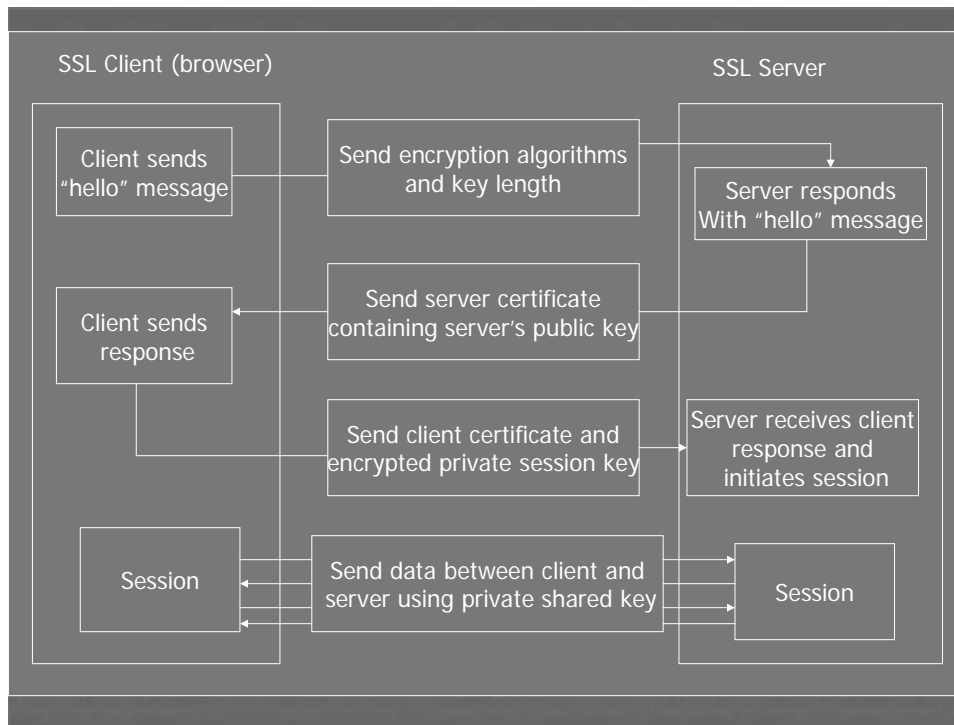 SSL Client (browser)
SSL Server
Client sends
“hello” message
Send encryption algorithms
and key length
Server responds
With “hello” message
Send server certificate
containing server’s public key
Client sends
response
Send client certificate and
encrypted private session key
Server receives client
response and
initiates session
Session
Send data between client and
server using private shared key
Session